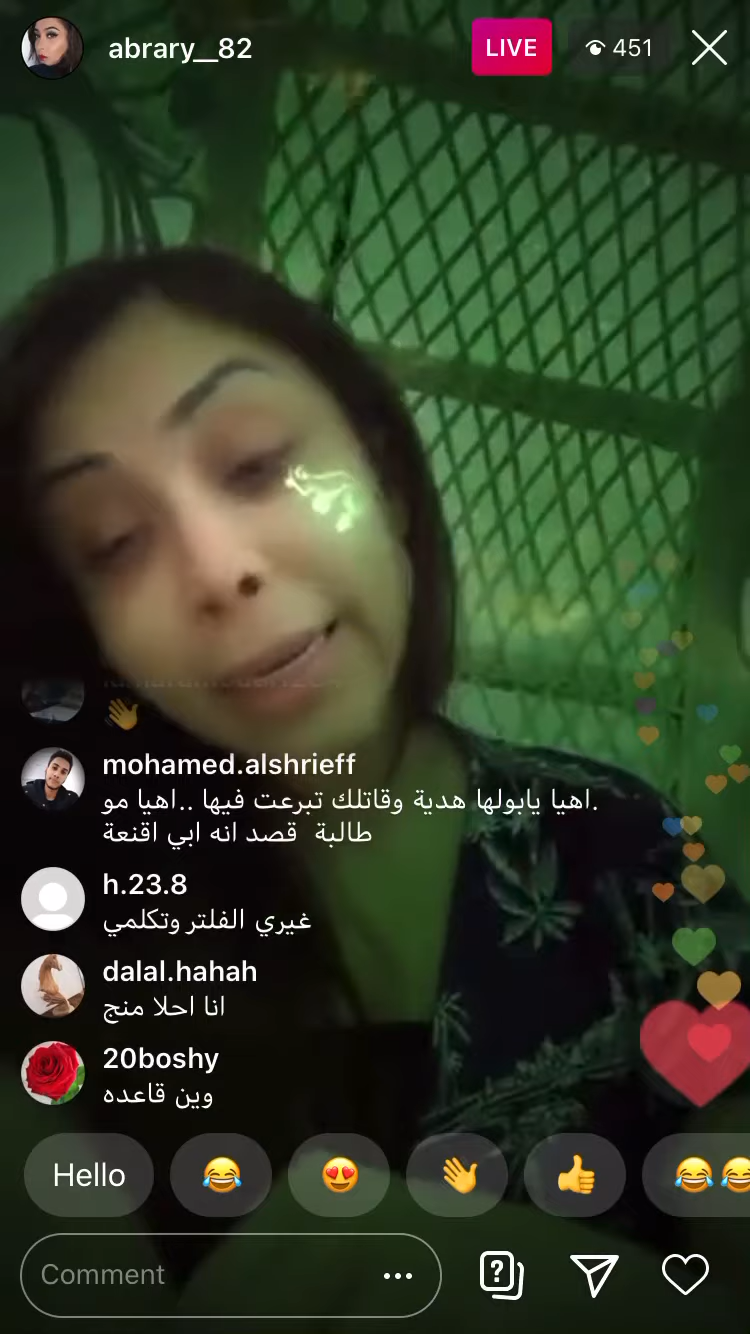 abrary__82
LIVE
451
mohamed.alshrieff
اهيا يابولها هدية وقاتلك تبرعت فيها ..اهيا مو.
طالبة قصد انه ابي اقنعة
h.23.8
غيري الفلتر وتكلمي
dalal.hahah
انا احلا منج
20boshy
وين قاعده
Hello
Comment